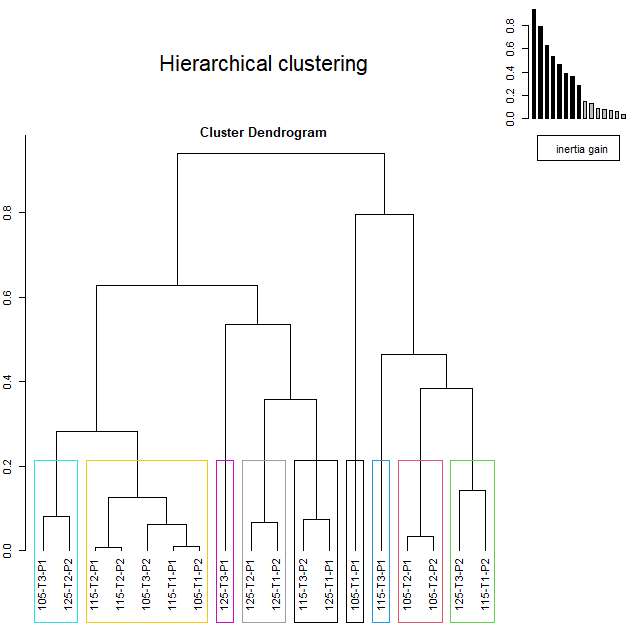 Hierarchical clustering
0.0 0.2 0.4 0.6 0.8
inertia gain
Cluster Dendrogram
0.0 0.2 0.4 0.6 0.8
105-T3-P1
125-T2-P2
115-T2-P1
115-T2-P2
105-T3-P2
115-T1-P1
105-T1-P2
125-T3-P1
125-T2-P1
125-T1-P2
115-T3-P2
125-T1-P1
105-T1-P1
115-T3-P1
105-T2-P1
105-T2-P2
125-T3-P2
115-T1-P2